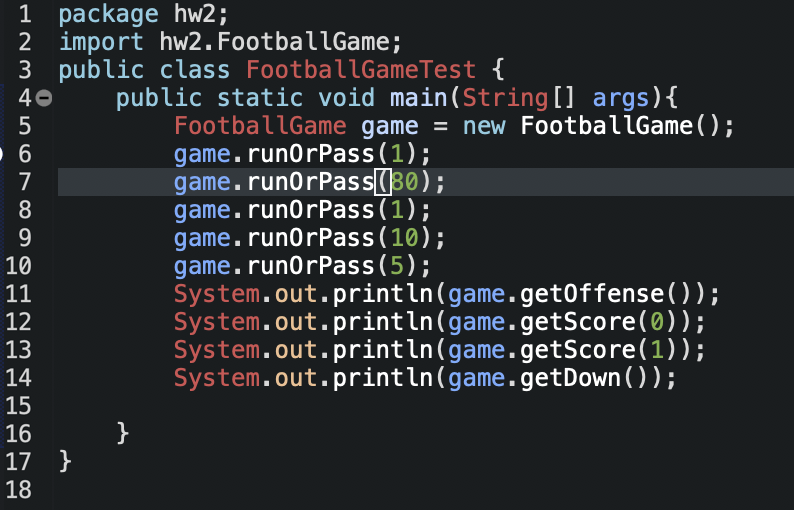 1 package hw2;
2 import hw2.FootballGame;
3 public class FootballGameTest {
4     public static void main(String[] args){
5         FootballGame game = new FootballGame();
6         game.runOrPass(1);
7         game.runOrPass(80);
8         game.runOrPass(1);
9         game.runOrPass(10);
10         game.runOrPass(5);
11         System.out.println(game.getOffense());
12         System.out.println(game.getScore(0));
13         System.out.println(game.getScore(1));
14         System.out.println(game.getDown());
15
16     }
17 }
18